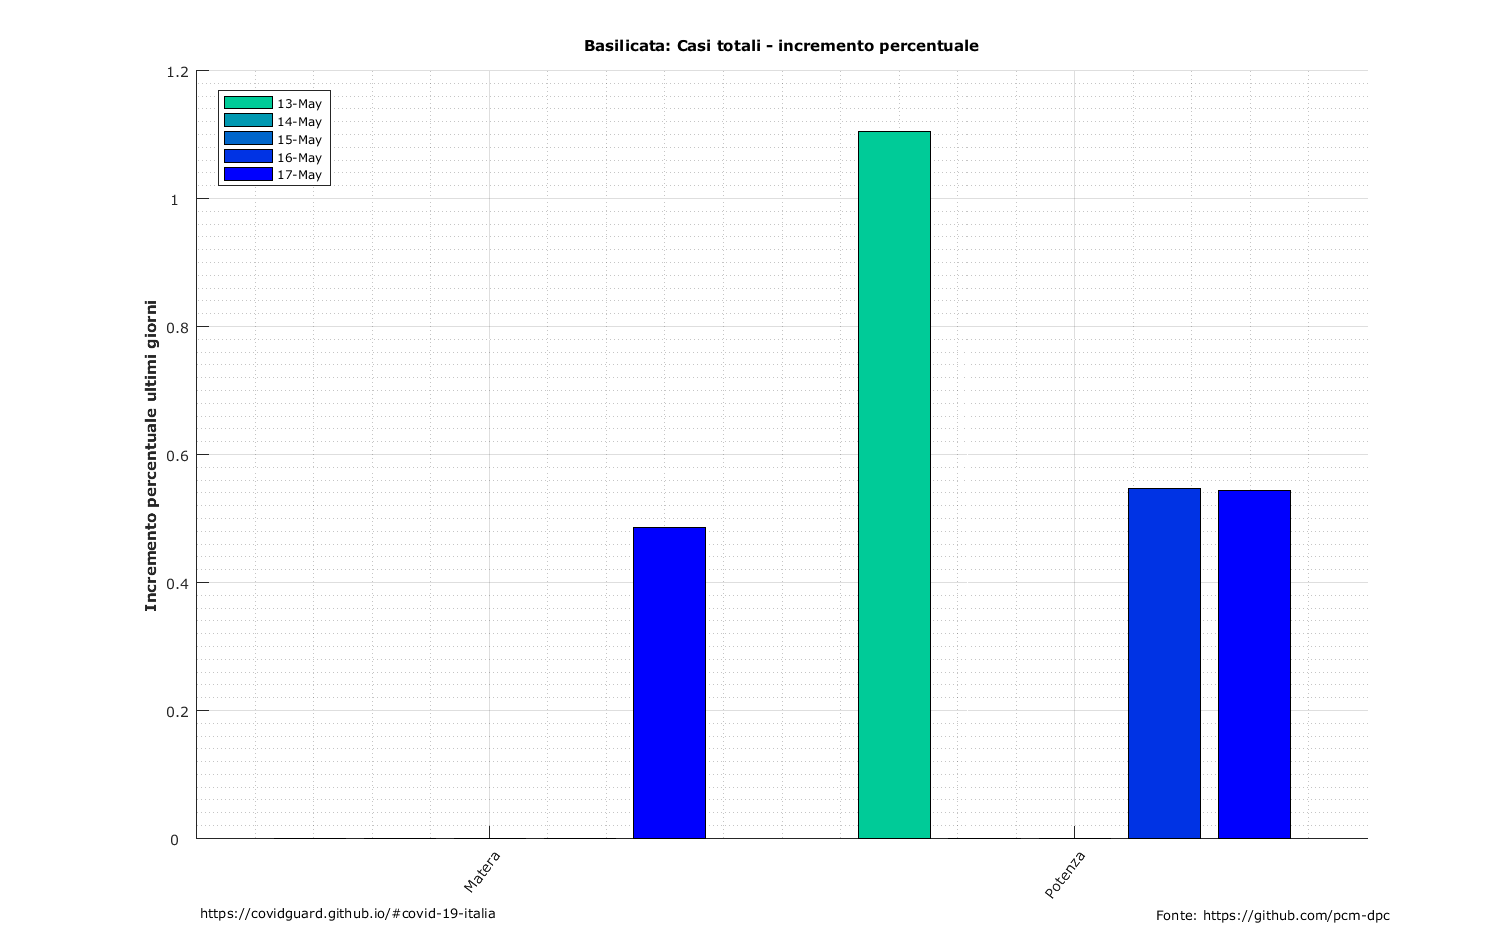 Basilicata: Casi totali - incremento percentuale
1.2
1
0.8
0.6
0.4
0.2
0
Incremento percentuale ultimi giorni
13-May
14-May
15-May
16-May
17-May
Matera
Potenza
https://covidguard.github.io/#covid-19-italia
Fonte: https://github.com/pcm-dpc